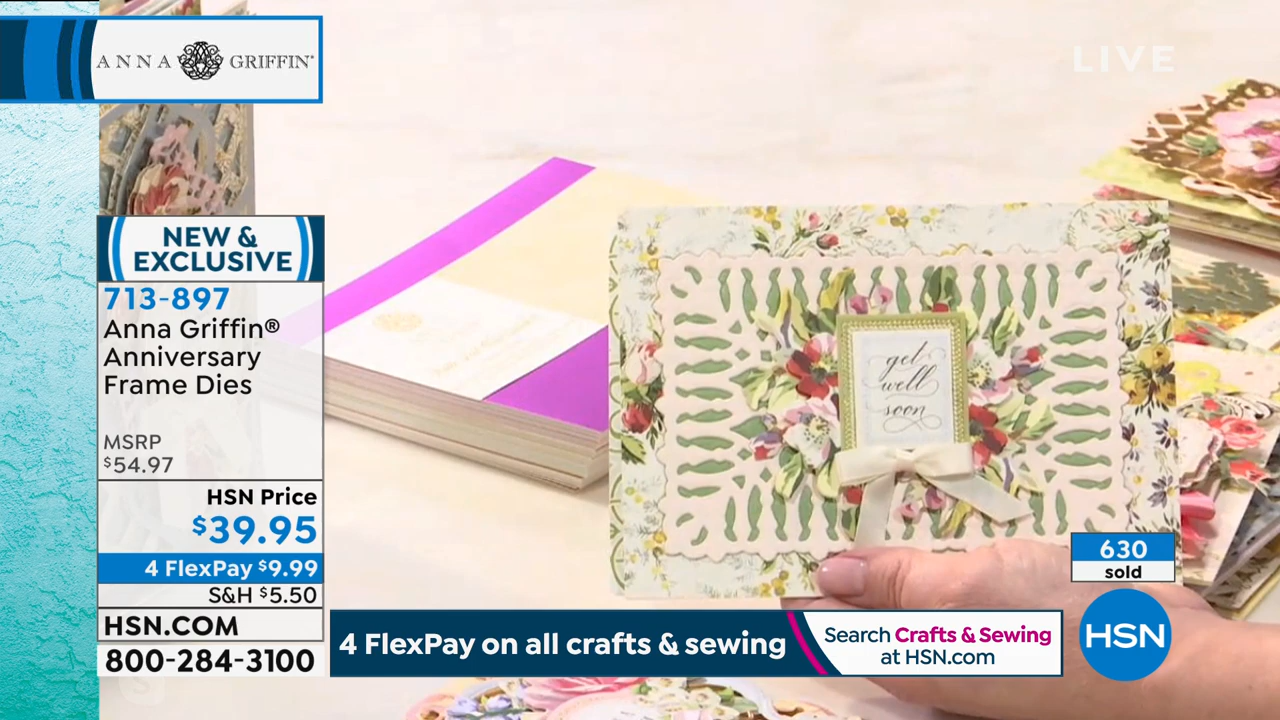 ANNA GRIFFIN
LIVE
NEW &
EXCLUSIVE
713-897
Anna Griffin®
Anniversary
Frame Dies
MSRP
$54.97
HSN Price
$39.95
4 FlexPay $9.99
S&H $5.50
HSN.COM
800-284-3100
get
well
soon
630
sold
4 FlexPay on all crafts & sewing
Search Crafts & Sewing
at HSN.com
HSN